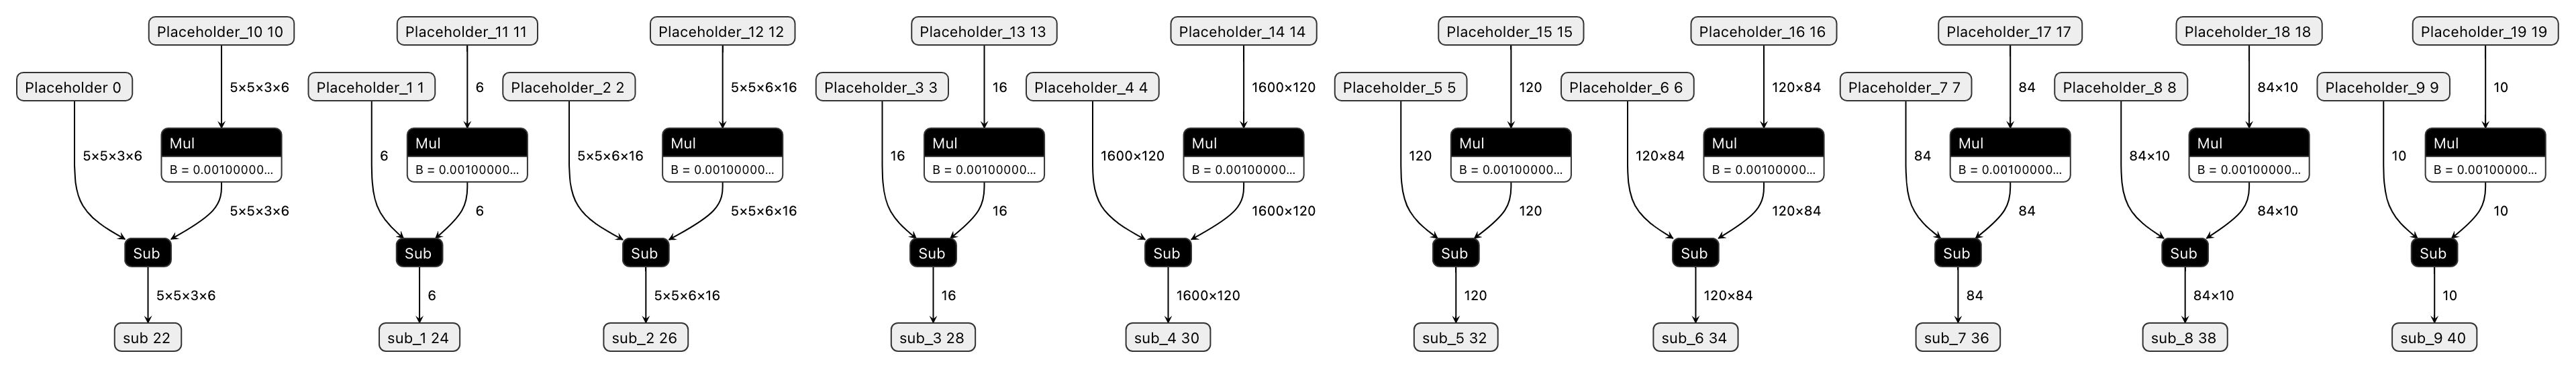 Placeholder_10 10
Placeholder_11 11
Placeholder_12 12
Placeholder_13 13
Placeholder_14 14
Placeholder_15 15
Placeholder_16 16
Placeholder_17 17
Placeholder_18 18
Placeholder_19 19
Placeholder 0
5×5×3×6
Placeholder_1 1
6
Placeholder_2 2
5×5×6×16
Placeholder_3 3
16
Placeholder_4 4
1600×120
Placeholder_5 5
120
Placeholder_6 6
120×84
Placeholder_7 7
84
Placeholder_8 8
84×10
Placeholder_9 9
10
5×5×3×6
Mul
B = 0.00100000...
6
Mul
B = 0.00100000...
5×5×6×16
Mul
B = 0.00100000...
16
Mul
B = 0.00100000...
1600×120
Mul
B = 0.00100000...
120
Mul
B = 0.00100000...
120×84
Mul
B = 0.00100000...
84
Mul
B = 0.00100000...
84×10
Mul
B = 0.00100000...
10
Mul
B = 0.00100000...
5×5×3×6
6
5×5×6×16
16
1600×120
120
120×84
84
84×10
10
Sub
Sub
Sub
Sub
Sub
Sub
Sub
Sub
Sub
Sub
5×5×3×6
6
5×5×6×16
16
1600×120
120
120×84
84
84×10
10
sub 22
sub_1 24
sub_2 26
sub_3 28
sub_4 30
sub_5 32
sub_6 34
sub_7 36
sub_8 38
sub_9 40